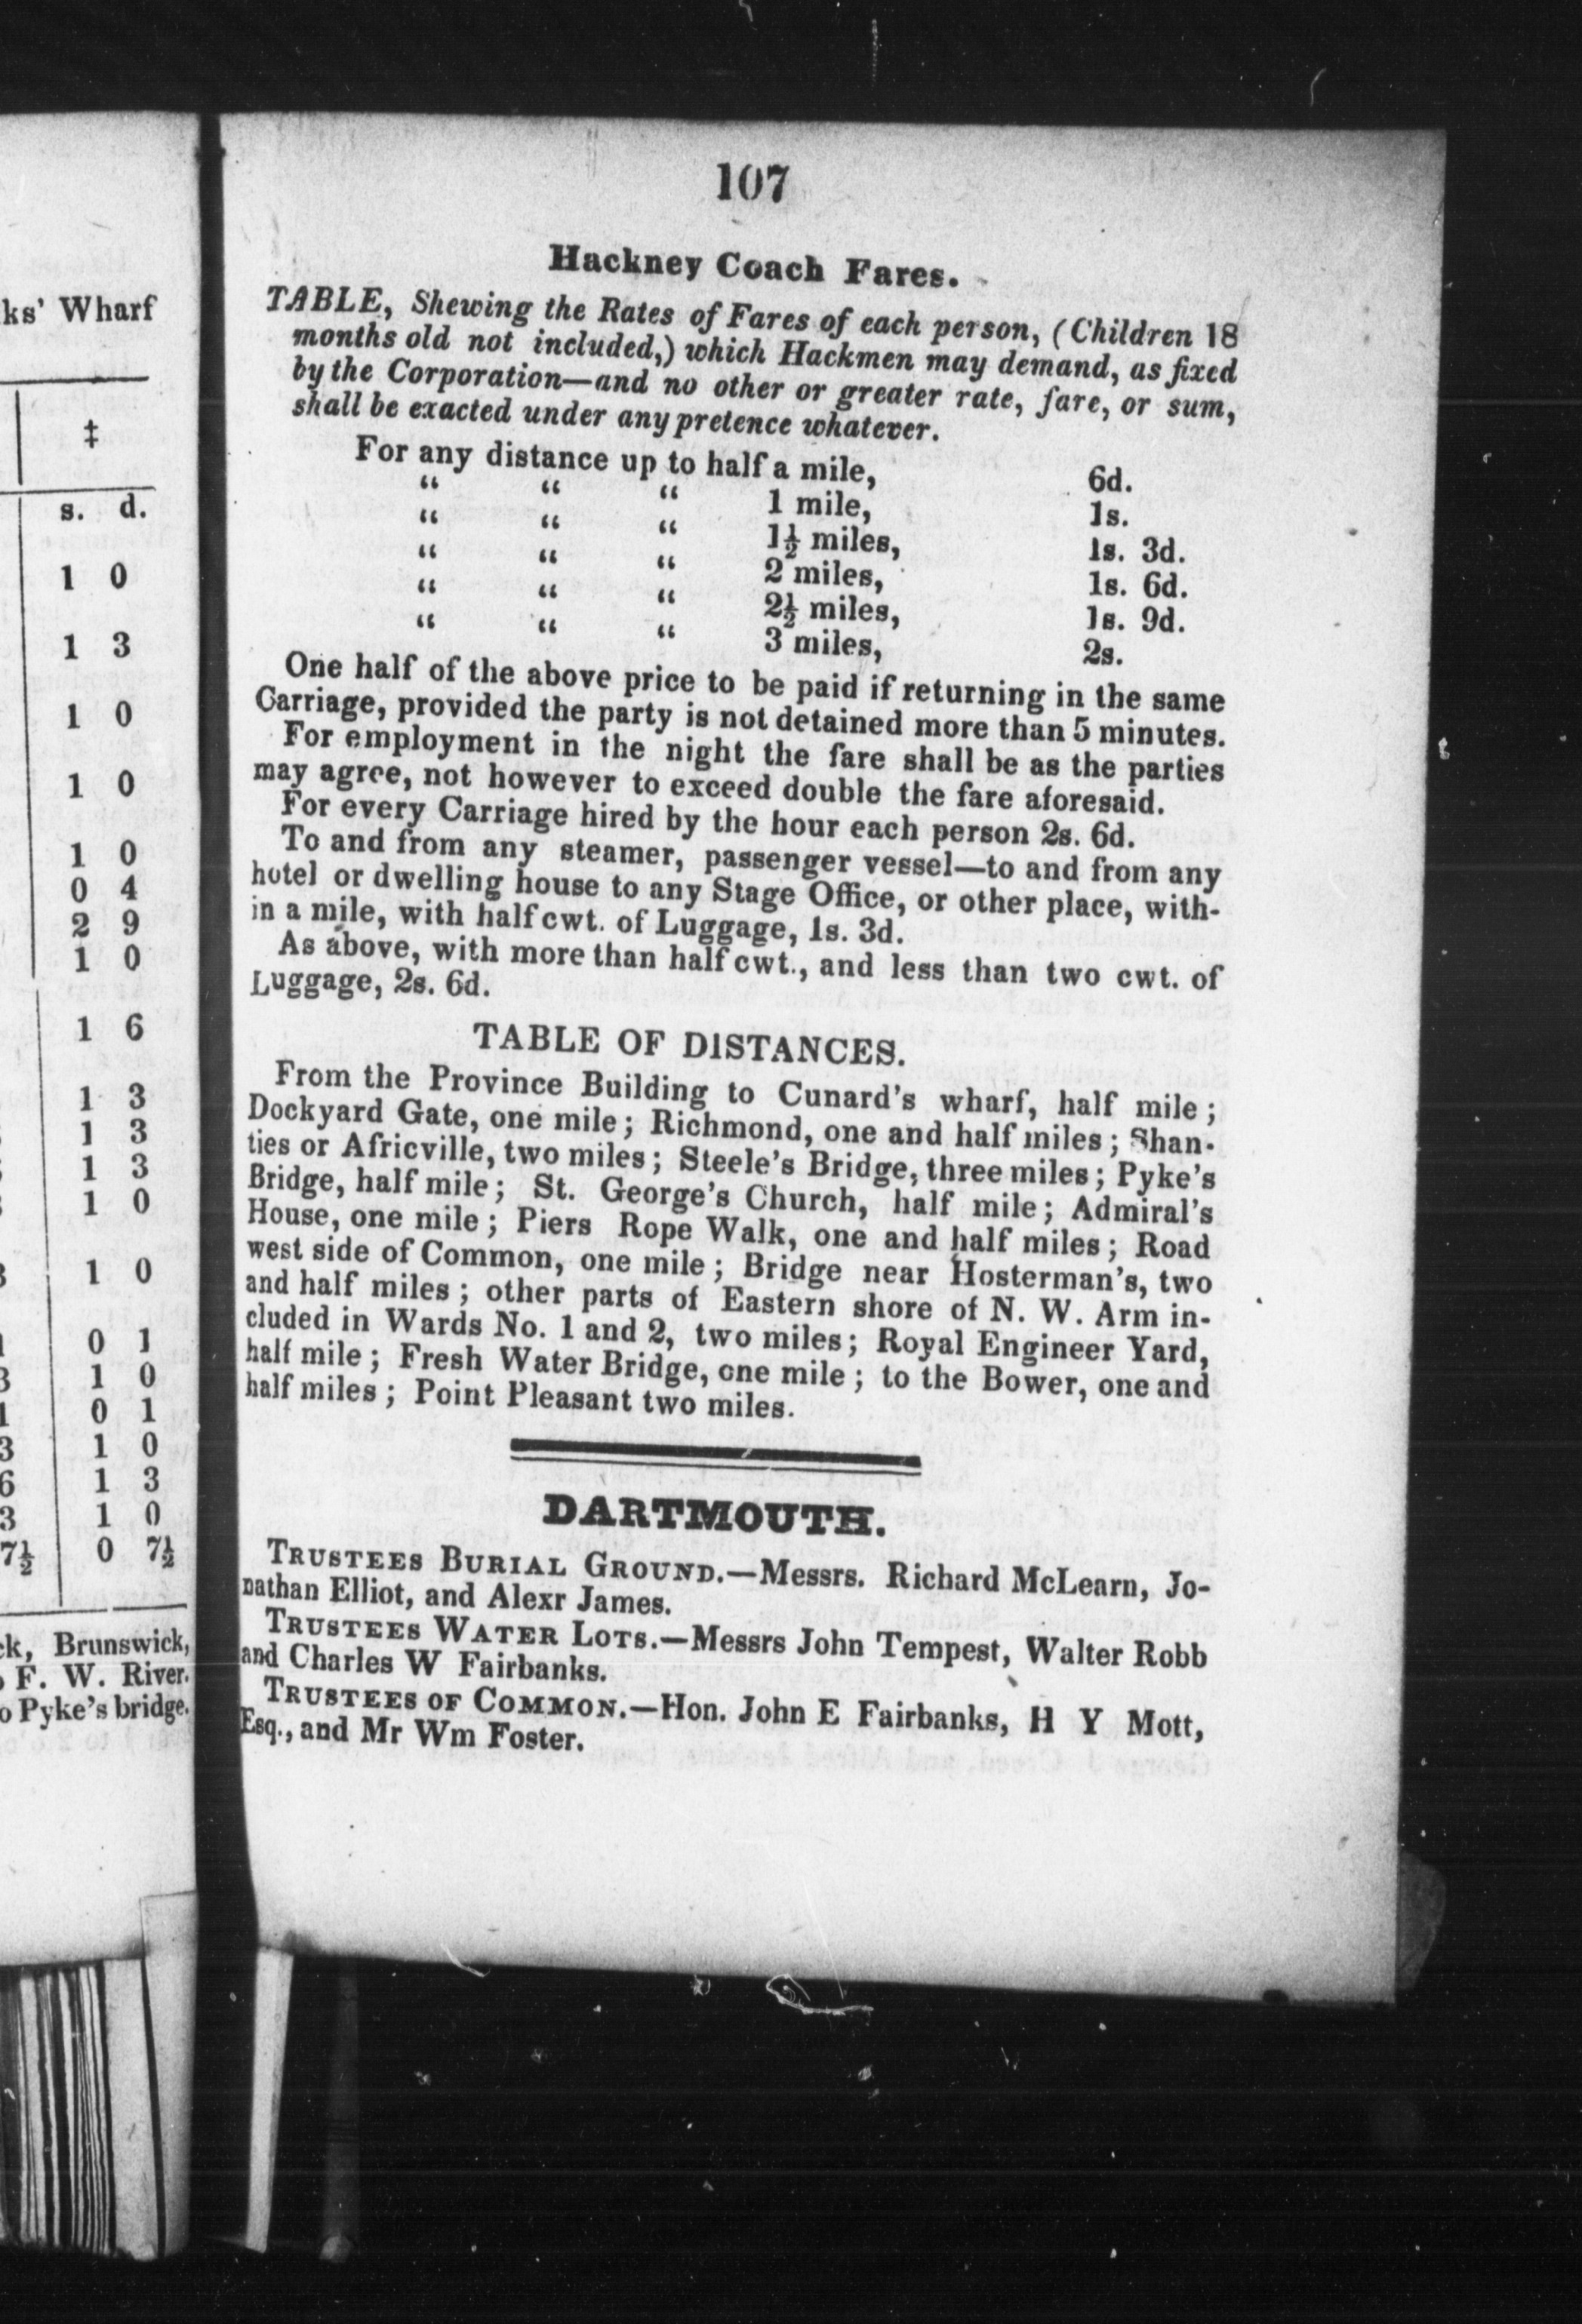 ks' Wharf
‡
s. d.
1 0
1 3
1 0
1 0
1 0
0 4
2 9
1 0
1 6
1 3
1 3
1 3
1 0
3 1 0
1 0 1
3 1 0
1 0 1
3 1 0
6 1 3
3 1 0
7½ 0 7½
ck, Brunswick,
F. W. River.
o Pyke's bridge.
107
Hackney Coach Fares.
TABLE, Shewing the Rates of Fares of each person, (Children 18
months old not included,) which Hackmen may demand, as fixed
by the Corporation—and no other or greater rate, fare, or sum,
shall be exacted under any pretence whatever.
For any distance up to half a mile, 6d.
“ “ “ 1 mile, 1s.
“ “ “ 1½ miles, 1s. 3d.
“ “ “ 2 miles, 1s. 6d.
“ “ “ 2½ miles, 1s. 9d.
“ “ “ 3 miles, 2s.
One half of the above price to be paid if returning in the same
Carriage, provided the party is not detained more than 5 minutes.
For employment in the night the fare shall be as the parties
may agree, not however to exceed double the fare aforesaid.
For every Carriage hired by the hour each person 2s. 6d.
To and from any steamer, passenger vessel—to and from any
hotel or dwelling house to any Stage Office, or other place, with-
in a mile, with half cwt. of Luggage, 1s. 3d.
As above, with more than half cwt., and less than two cwt. of
Luggage, 2s. 6d.
TABLE OF DISTANCES.
From the Province Building to Cunard's wharf, half mile;
Dockyard Gate, one mile; Richmond, one and half miles; Shan-
ties or Africville, two miles; Steele's Bridge, three miles; Pyke's
Bridge, half mile; St. George's Church, half mile; Admiral's
House, one mile; Piers Rope Walk, one and half miles; Road
west side of Common, one mile; Bridge near Hosterman's, two
and half miles; other parts of Eastern shore of N. W. Arm in-
cluded in Wards No. 1 and 2, two miles; Royal Engineer Yard,
half mile; Fresh Water Bridge, one mile; to the Bower, one and
half miles; Point Pleasant two miles.
DARTMOUTH.
TRUSTEES BURIAL GROUND.—Messrs. Richard McLearn, Jo-
nathan Elliot, and Alexr James.
TRUSTEES WATER LOTS.—Messrs John Tempest, Walter Robb
and Charles W Fairbanks.
TRUSTEES OF COMMON.—Hon. John E Fairbanks, H Y Mott,
Esq., and Mr Wm Foster.